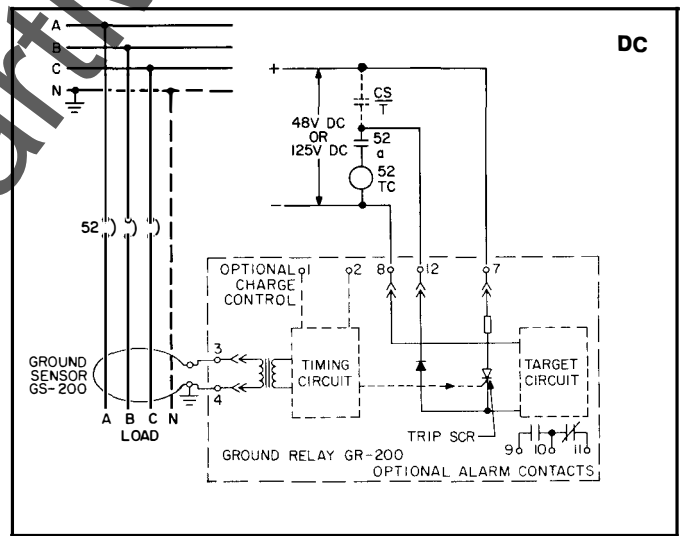 DC
A
B
C
N
+
CS
T
48V DC
OR
125V DC
52
a
52
TC
−
52
OPTIONAL
CHARGE
CONTROL
1
2
8
12
7
3
4
GROUND
SENSOR
GS-200
TIMING
CIRCUIT
TARGET
CIRCUIT
A B C N
LOAD
TRIP SCR
9 10 11
GROUND RELAY GR-200
OPTIONAL ALARM CONTACTS